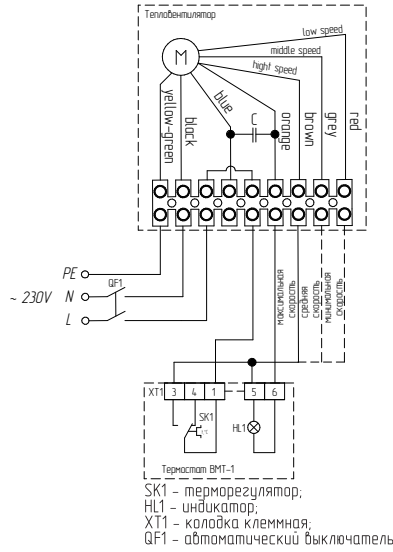 Тепловентилятор
low speed
middle speed
hight speed
M
yellow-green
black
blue
C
orange
brown
grey
red
PE
QF1
~ 230V N
L
максимальная
скорость
средняя
скорость
минимальная
скорость
XT1 3 4 1 5 6
SK1
t°C
HL1
Термостат ВМТ-1
SK1 - терморегулятор;
HL1 - индикатор;
XT1 - колодка клеммная;
QF1 - автоматический выключатель